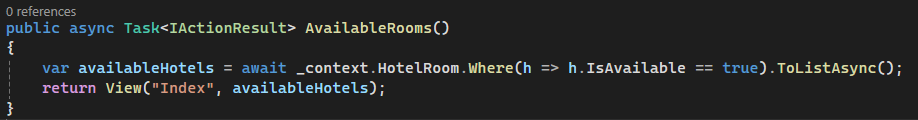 0 references
public async Task<IActionResult> AvailableRooms()
{
    var availableHotels = await _context.HotelRoom.Where(h => h.IsAvailable == true).ToListAsync();
    return View("Index", availableHotels);
}